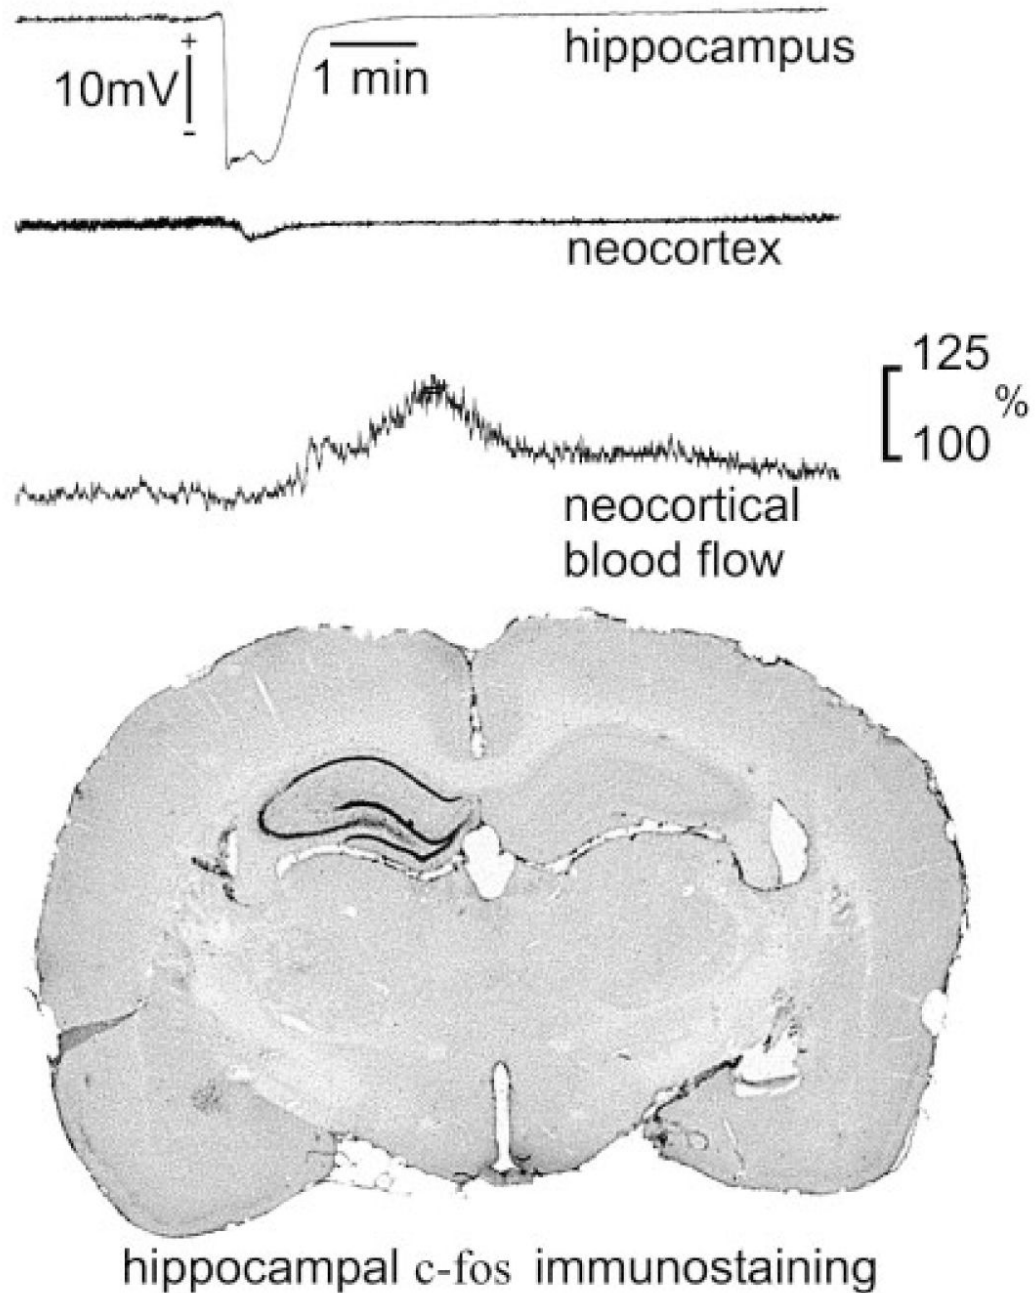 hippocampus
+
10mV
-
1 min
neocortex
125
%
100
neocortical
blood flow
hippocampal c-fos immunostaining